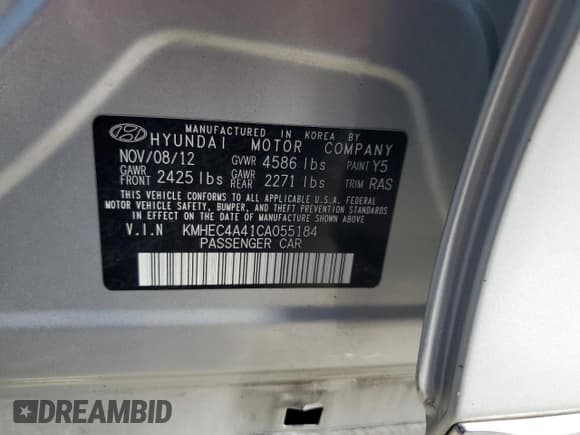 MANUFACTURED IN KOREA BY
HYUNDAI MOTOR COMPANY
NOV/08/12 GVWR 4586 lbs PAINT Y5
GAWR FRONT 2425 lbs GAWR REAR 2271 lbs TRIM RAS
THIS VEHICLE CONFORMS TO ALL APPLICABLE U.S.A. FEDERAL
MOTOR VEHICLE SAFETY, BUMPER, AND THEFT PREVENTION STANDARDS
IN EFFECT ON THE DATE OF MANUFACTURE SHOWN ABOVE
V.I.N KMHEC4A41CA055184
PASSENGER CAR
DREAMBID